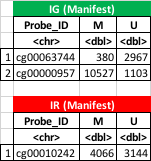 IG (Manifest)
Probe_ID M U
<chr> <dbl> <dbl>
1 cg00063744 380 2967
2 cg00000957 10527 1103
IR (Manifest)
Probe_ID M U
<chr> <dbl> <dbl>
1 cg00010242 4066 3144